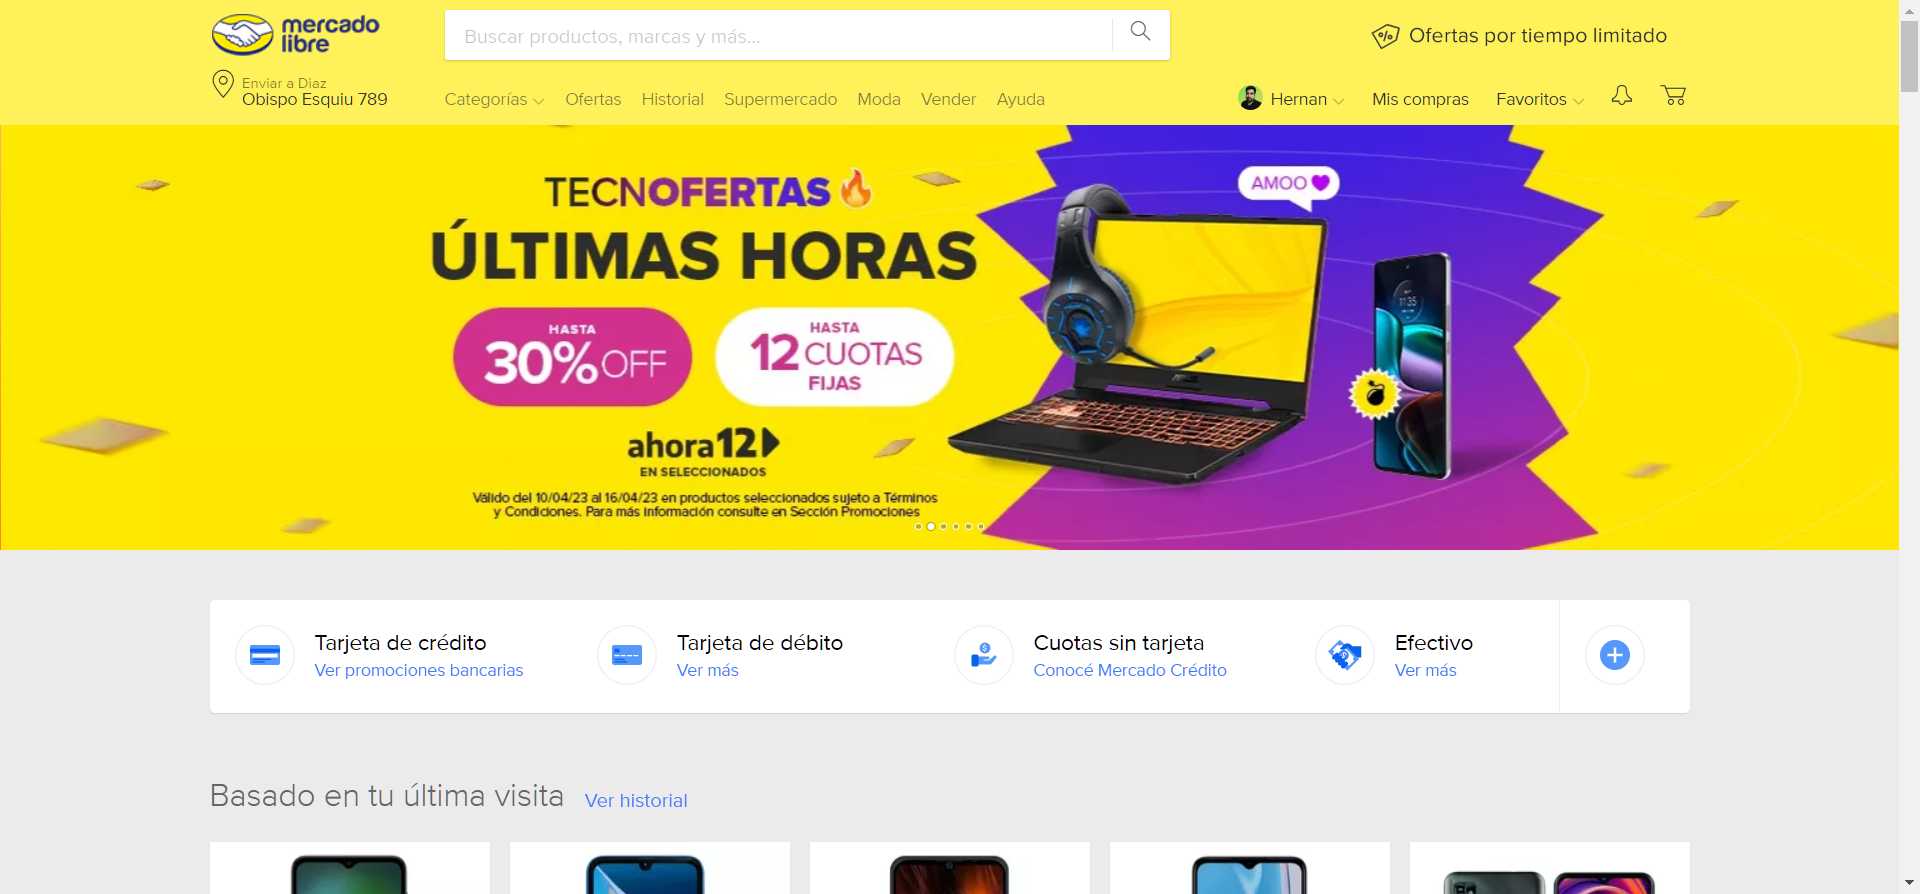 mercado
libre
Buscar productos, marcas y más...
Ofertas por tiempo limitado
Enviar a Diaz
Obispo Esquiu 789
Categorías
Ofertas
Historial
Supermercado
Moda
Vender
Ayuda
Hernan
Mis compras
Favoritos
TECNOFERTAS
ÚLTIMAS HORAS
HASTA
30% OFF
HASTA
12 CUOTAS
FIJAS
ahora 12
EN SELECCIONADOS
Válido del 10/04/23 al 16/04/23 en productos seleccionados sujeto a Términos
y Condiciones. Para más información consulte en Sección Promociones
AMOO
11:35
Tarjeta de crédito
Ver promociones bancarias
Tarjeta de débito
Ver más
Cuotas sin tarjeta
Conocé Mercado Crédito
Efectivo
Ver más
Basado en tu última visita
Ver historial